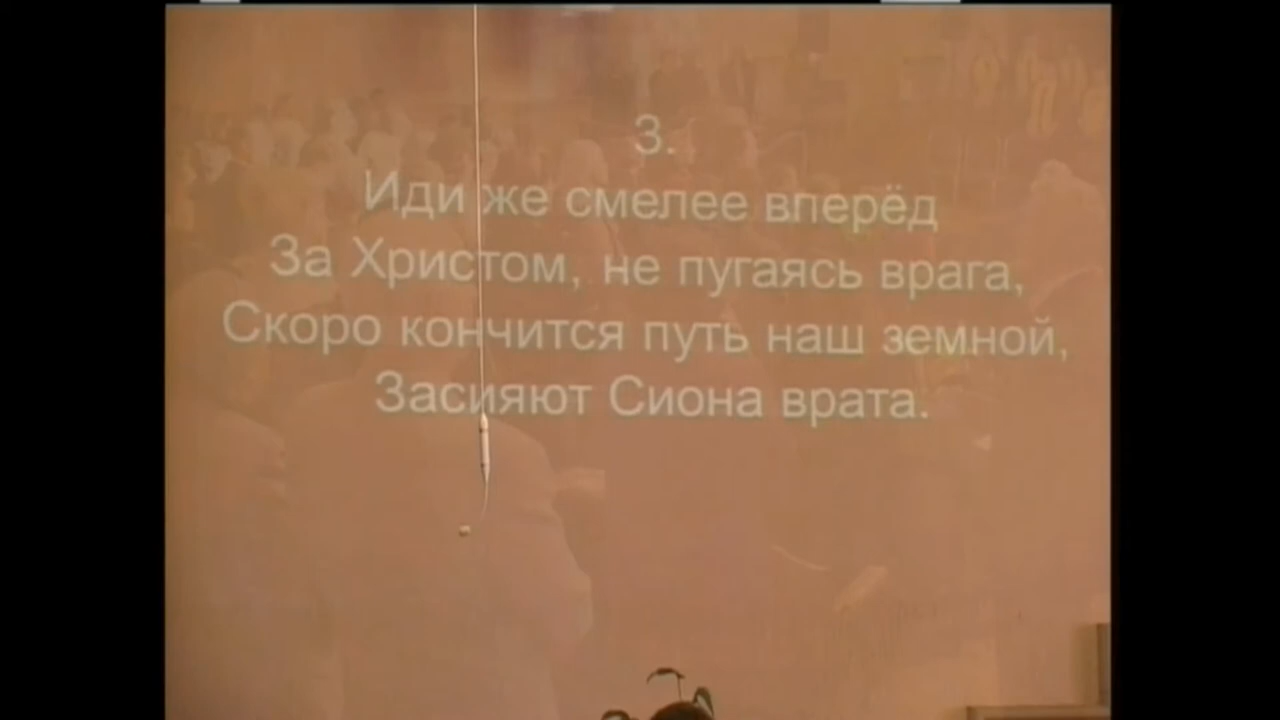 3.
Иди же смелее вперёд
За Христом, не пугаясь врага,
Скоро кончится путь наш земной,
Засияют Сиона врата.